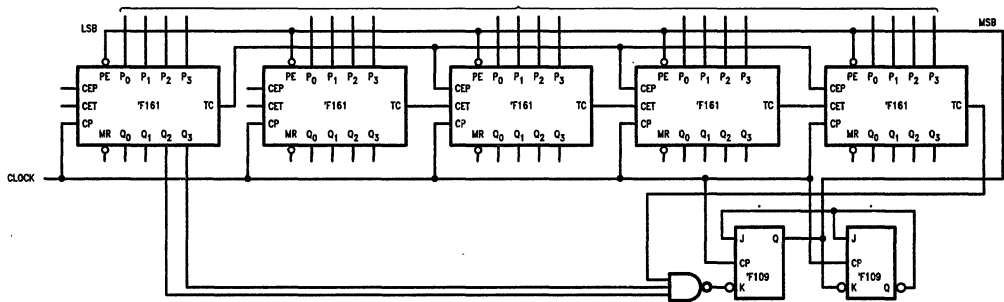 LSB MSB
PE P0 P1 P2 P3 PE P0 P1 P2 P3 PE P0 P1 P2 P3 PE P0 P1 P2 P3 PE P0 P1 P2 P3
CEP CEP CEP CEP CEP
CET 'F161 TC CET 'F161 TC CET 'F161 TC CET 'F161 TC CET 'F161 TC
CP CP CP CP CP
MR Q0 Q1 Q2 Q3 MR Q0 Q1 Q2 Q3 MR Q0 Q1 Q2 Q3 MR Q0 Q1 Q2 Q3 MR Q0 Q1 Q2 Q3
CLOCK
J Q J
CP CP
'F109 'F109
K K Q